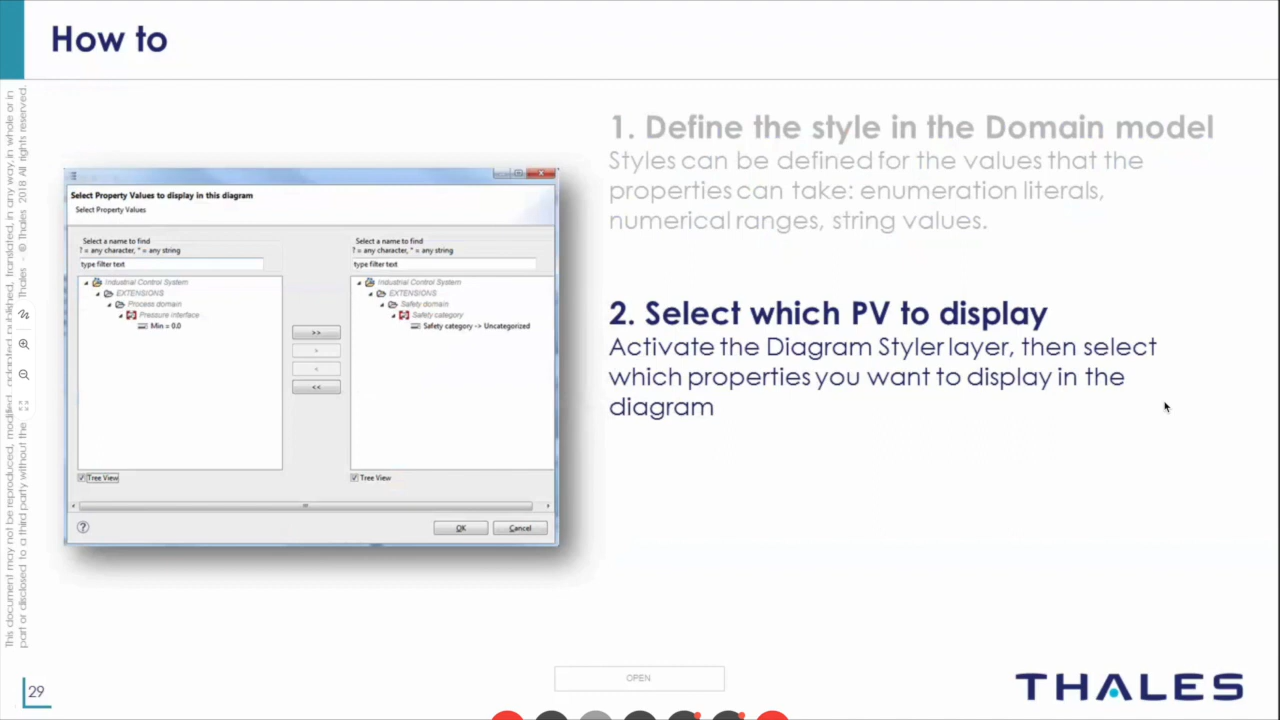 How to
This document may not be reproduced, modified, adapted, published, translated, in any way, in whole or in
part or disclosed to a third party without the
Thales - © Thales 2018 All rights reserved.
Select Property Values to display in this diagram
Select Property Values
Select a name to find
? = any character, * = any string
type filter text
Industrial Control System
EXTENSIONS
Process domain
Pressure interface
Min = 0.0
Tree View
>>
>
<
<<
Select a name to find
? = any character, * = any string
type filter text
Industrial Control System
EXTENSIONS
Safety domain
Safety category
Safety category -> Uncategorized
Tree View
?
OK
Cancel
1. Define the style in the Domain model
Styles can be defined for the values that the
properties can take: enumeration literals,
numerical ranges, string values.
2. Select which PV to display
Activate the Diagram Styler layer, then select
which properties you want to display in the
diagram
29
OPEN
THALES